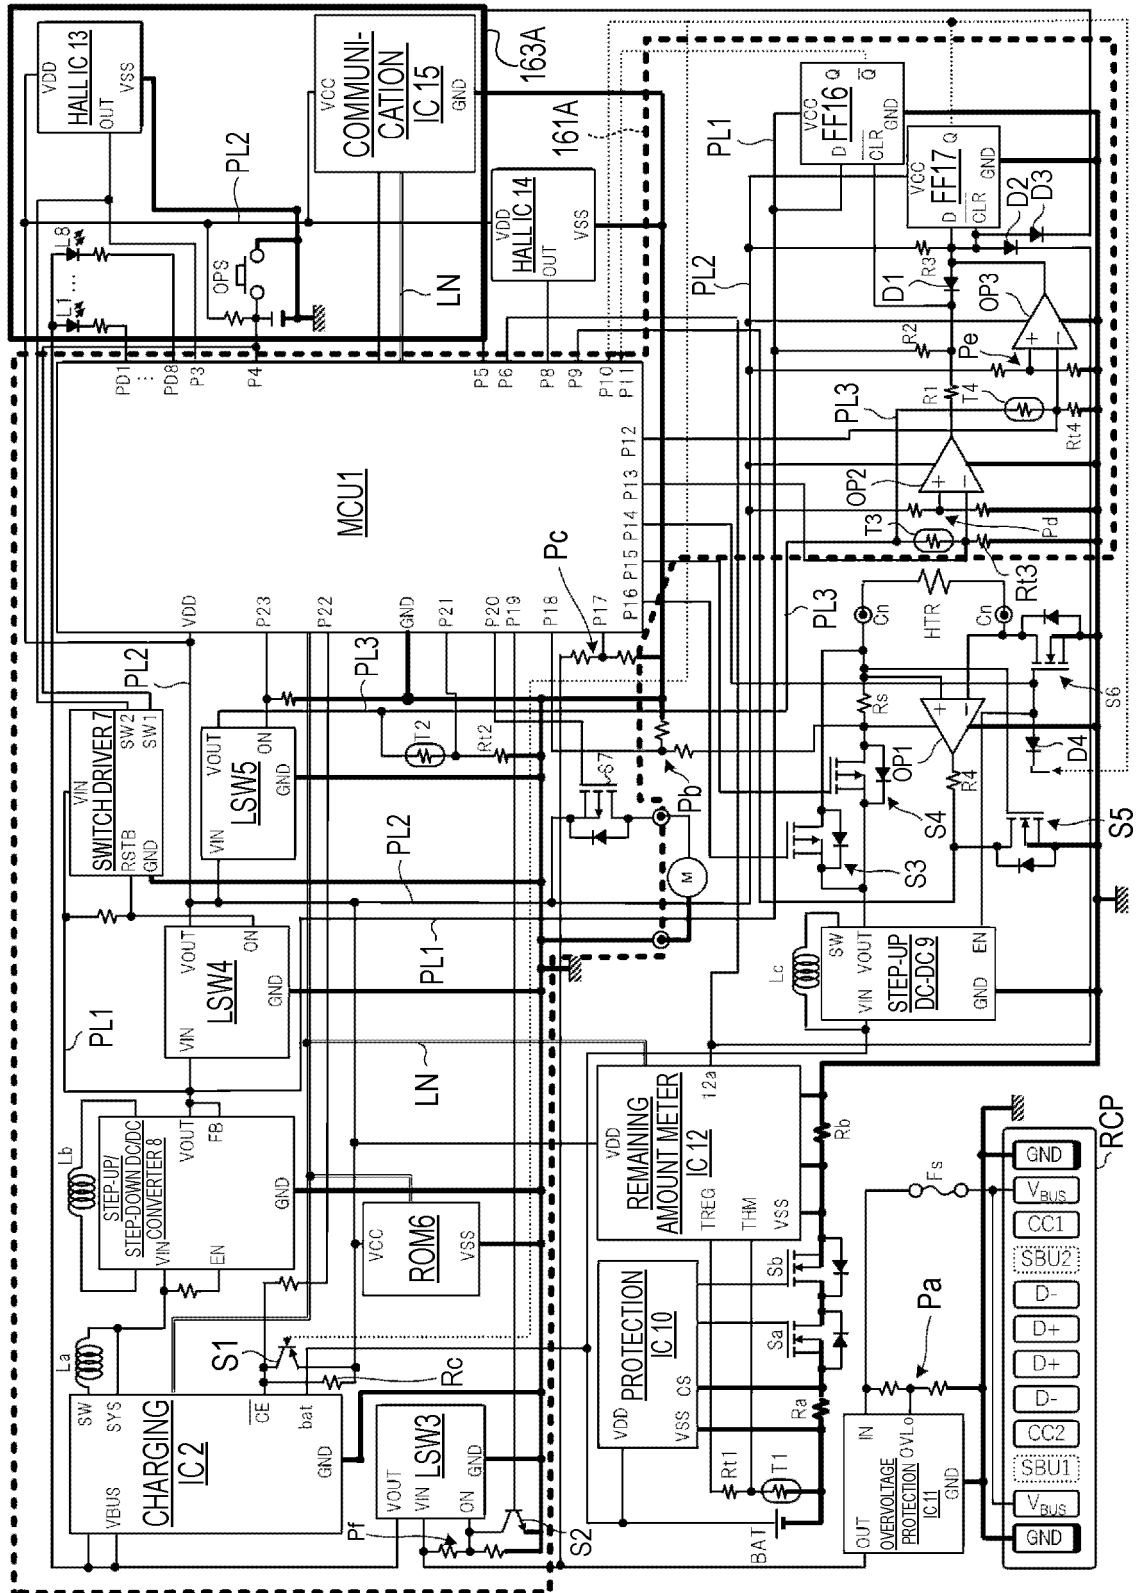 HALL IC 13
VDD
VSS
OUT
COMMUNI-
CATION
IC 15
VCC
GND
163A
161A
PL2
L8
L1
...
OPS
LN
HALL IC 14
VDD
VSS
OUT
PL1
FF16
VCC
D
Q
Q
CLR
GND
FF17
VCC
D
Q
CLR
GND
D2
D3
PL2
R3
D1
OP3
R2
Pe
PL3
R1
T4
Rt4
OP2
T3
Pd
Rt3
MCU1
PD1
...
PD8
P3
P4
P5
P6
P8
P9
P10
P11
P12
P13
P14
P15
P16
P17
P18
P19
P20
P21
GND
P22
P23
VDD
Pc
PL2
PL3
SWITCH DRIVER 7
VIN
SW2
SW1
RSTB
GND
LSW5
VOUT
ON
VIN
GND
T2
Rt2
S7
Pb
M
PL2
PL1
LSW4
VOUT
ON
VIN
GND
PL1
LN
PL3
Cn
HTR
Cn
Rs
OP1
S4
S3
R4
D4
S6
S5
Lc
STEP-UP
DC-DC 9
SW
VIN
VOUT
EN
GND
Lb
STEP-UP/
STEP-DOWN DC/DC
CONVERTER 8
VOUT
FB
VIN
EN
GND
ROM6
VCC
VSS
REMAINING
AMOUNT METER
IC 12
VDD
12a
TREG
THM
VSS
Rb
La
S1
Rc
CHARGING
IC 2
SW
SYS
CE
bat
VBUS
GND
LSW3
VOUT
VIN
ON
GND
Pf
S2
PROTECTION
IC 10
VDD
VSS
CS
Sb
Sa
Ra
Rt1
T1
BAT
OVERVOLTAGE
PROTECTION
IC 11
IN
OVLo
OUT
GND
Pa
Fs
RCP
GND
VBUS
CC1
SBU2
D-
D+
D+
D-
CC2
SBU1
VBUS
GND